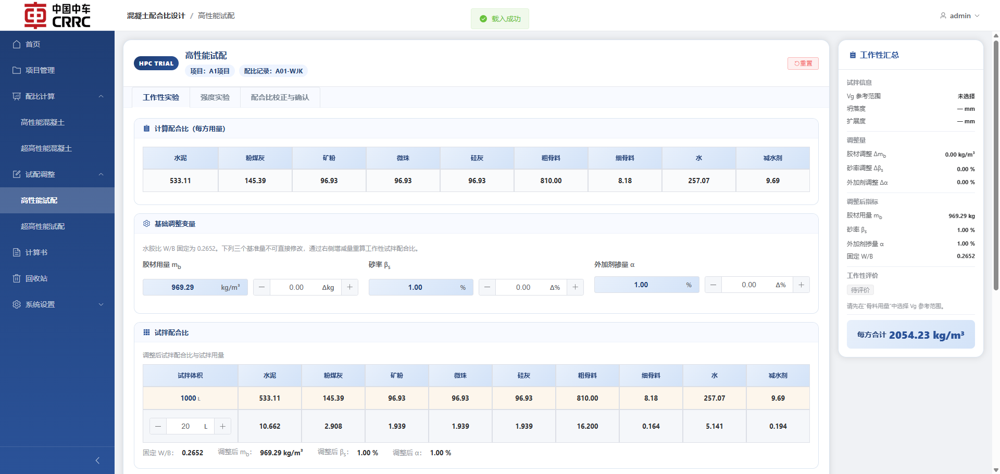 中国中车
CRRC
混凝土配合比设计 / 高性能试配
载入成功
admin
首页
项目管理
配比计算
高性能混凝土
超高性能混凝土
试配调整
高性能试配
超高性能试配
计算书
回收站
系统设置
HPC TRIAL
高性能试配
项目：A1项目 配比记录：A01-WJK
重置
工作性实验 强度实验 配合比校正与确认
计算配合比（每方用量）
水泥 粉煤灰 矿粉 微珠 硅灰 粗骨料 细骨料 水 减水剂
533.11 145.39 96.93 96.93 96.93 810.00 8.18 257.07 9.69
基础调整变量
水胶比 W/B 固定为 0.2652。下列三个基准量不可直接修改，通过右侧增减量重算工作性试拌配合比。
胶材用量 mb 砂率 βs 外加剂掺量 α
969.29 kg/m³ — 0.00 Δkg + 1.00 % — 0.00 Δ% + 1.00 % — 0.00 Δ% +
试拌配合比
调整后试拌配合比与试拌用量
试拌体积 水泥 粉煤灰 矿粉 微珠 硅灰 粗骨料 细骨料 水 减水剂
1000 L 533.11 145.39 96.93 96.93 96.93 810.00 8.18 257.07 9.69
— 20 L + 10.662 2.908 1.939 1.939 1.939 16.200 0.164 5.141 0.194
固定 W/B： 0.2652 调整后 mb： 969.29 kg/m³ 调整后 βs： 1.00 % 调整后 α： 1.00 %
工作性汇总
试拌信息
Vg 参考范围 未选择
坍落度 — mm
扩展度 — mm
调整量
胶材调整 Δmb 0.00 kg/m³
砂率调整 Δβs 0.00 %
外加剂调整 Δα 0.00 %
调整后指标
胶材用量 mb 969.29 kg
砂率 βs 1.00 %
外加剂掺量 α 1.00 %
固定 W/B 0.2652
工作性评价
待评价
请先在"骨料用量"中选择 Vg 参考范围。
每方合计 2054.23 kg/m³